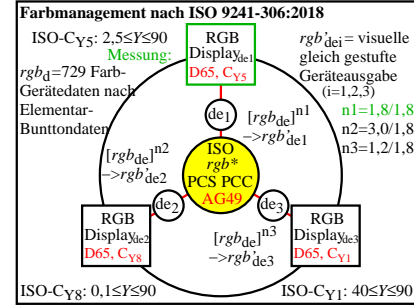 Farbmanagement nach ISO 9241-306:2018
ISO-CY5: 2,5≤Y≤90
Messung:
rgbd=729 Farb-
Gerätedaten nach
Elementar-
Bunttondaten
RGB
Displayde1
D65, CY5
rgb'dei = visuelle
gleich gestufte
Geräteausgabe
(i=1,2,3)
n1=1,8/1,8
n2=3,0/1,8
n3=1,2/1,8
de1
[rgbde]n1
–>rgb'de1
[rgbde]n2
–>rgb'de2
ISO
rgb*
PCS PCC
AG49
de2
de3
[rgbde]n3
–>rgb'de3
RGB
Displayde2
D65, CY8
RGB
Displayde3
D65, CY1
ISO-CY8: 0,1≤Y≤90
ISO-CY1: 40≤Y≤90